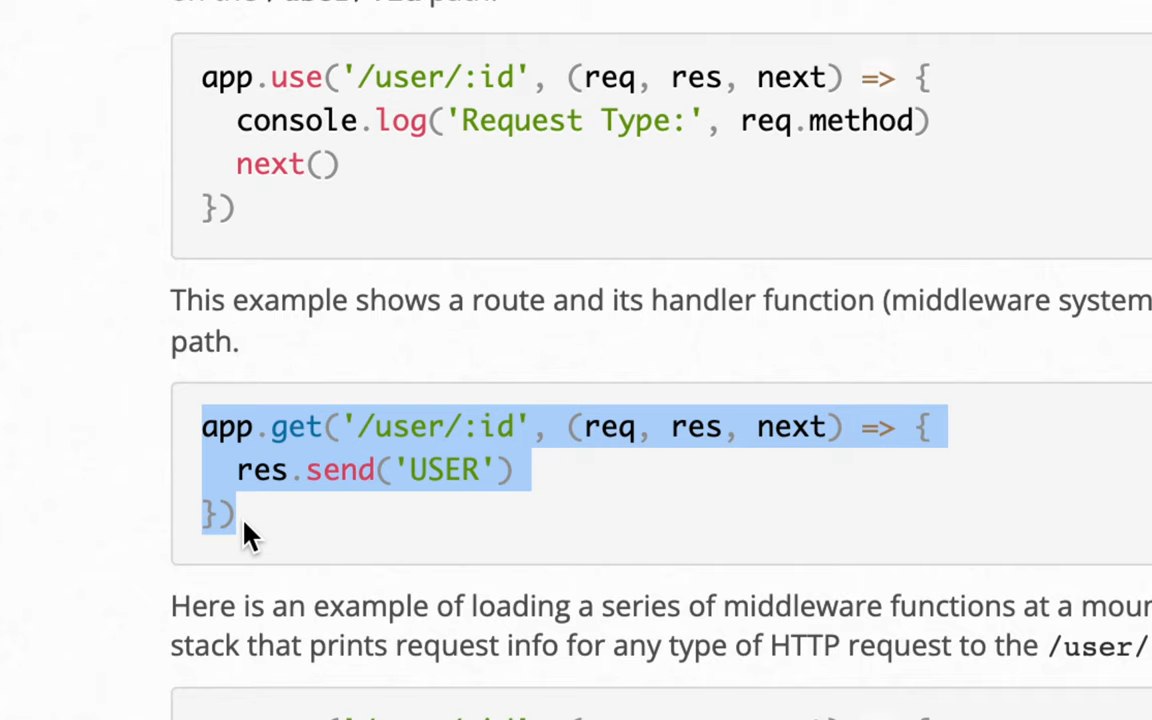 app.use('/user/:id', (req, res, next) => {
  console.log('Request Type:', req.method)
  next()
})
This example shows a route and its handler function (middleware system
path.
app.get('/user/:id', (req, res, next) => {
  res.send('USER')
})
Here is an example of loading a series of middleware functions at a
stack that prints request info for any type of HTTP request to the /user/